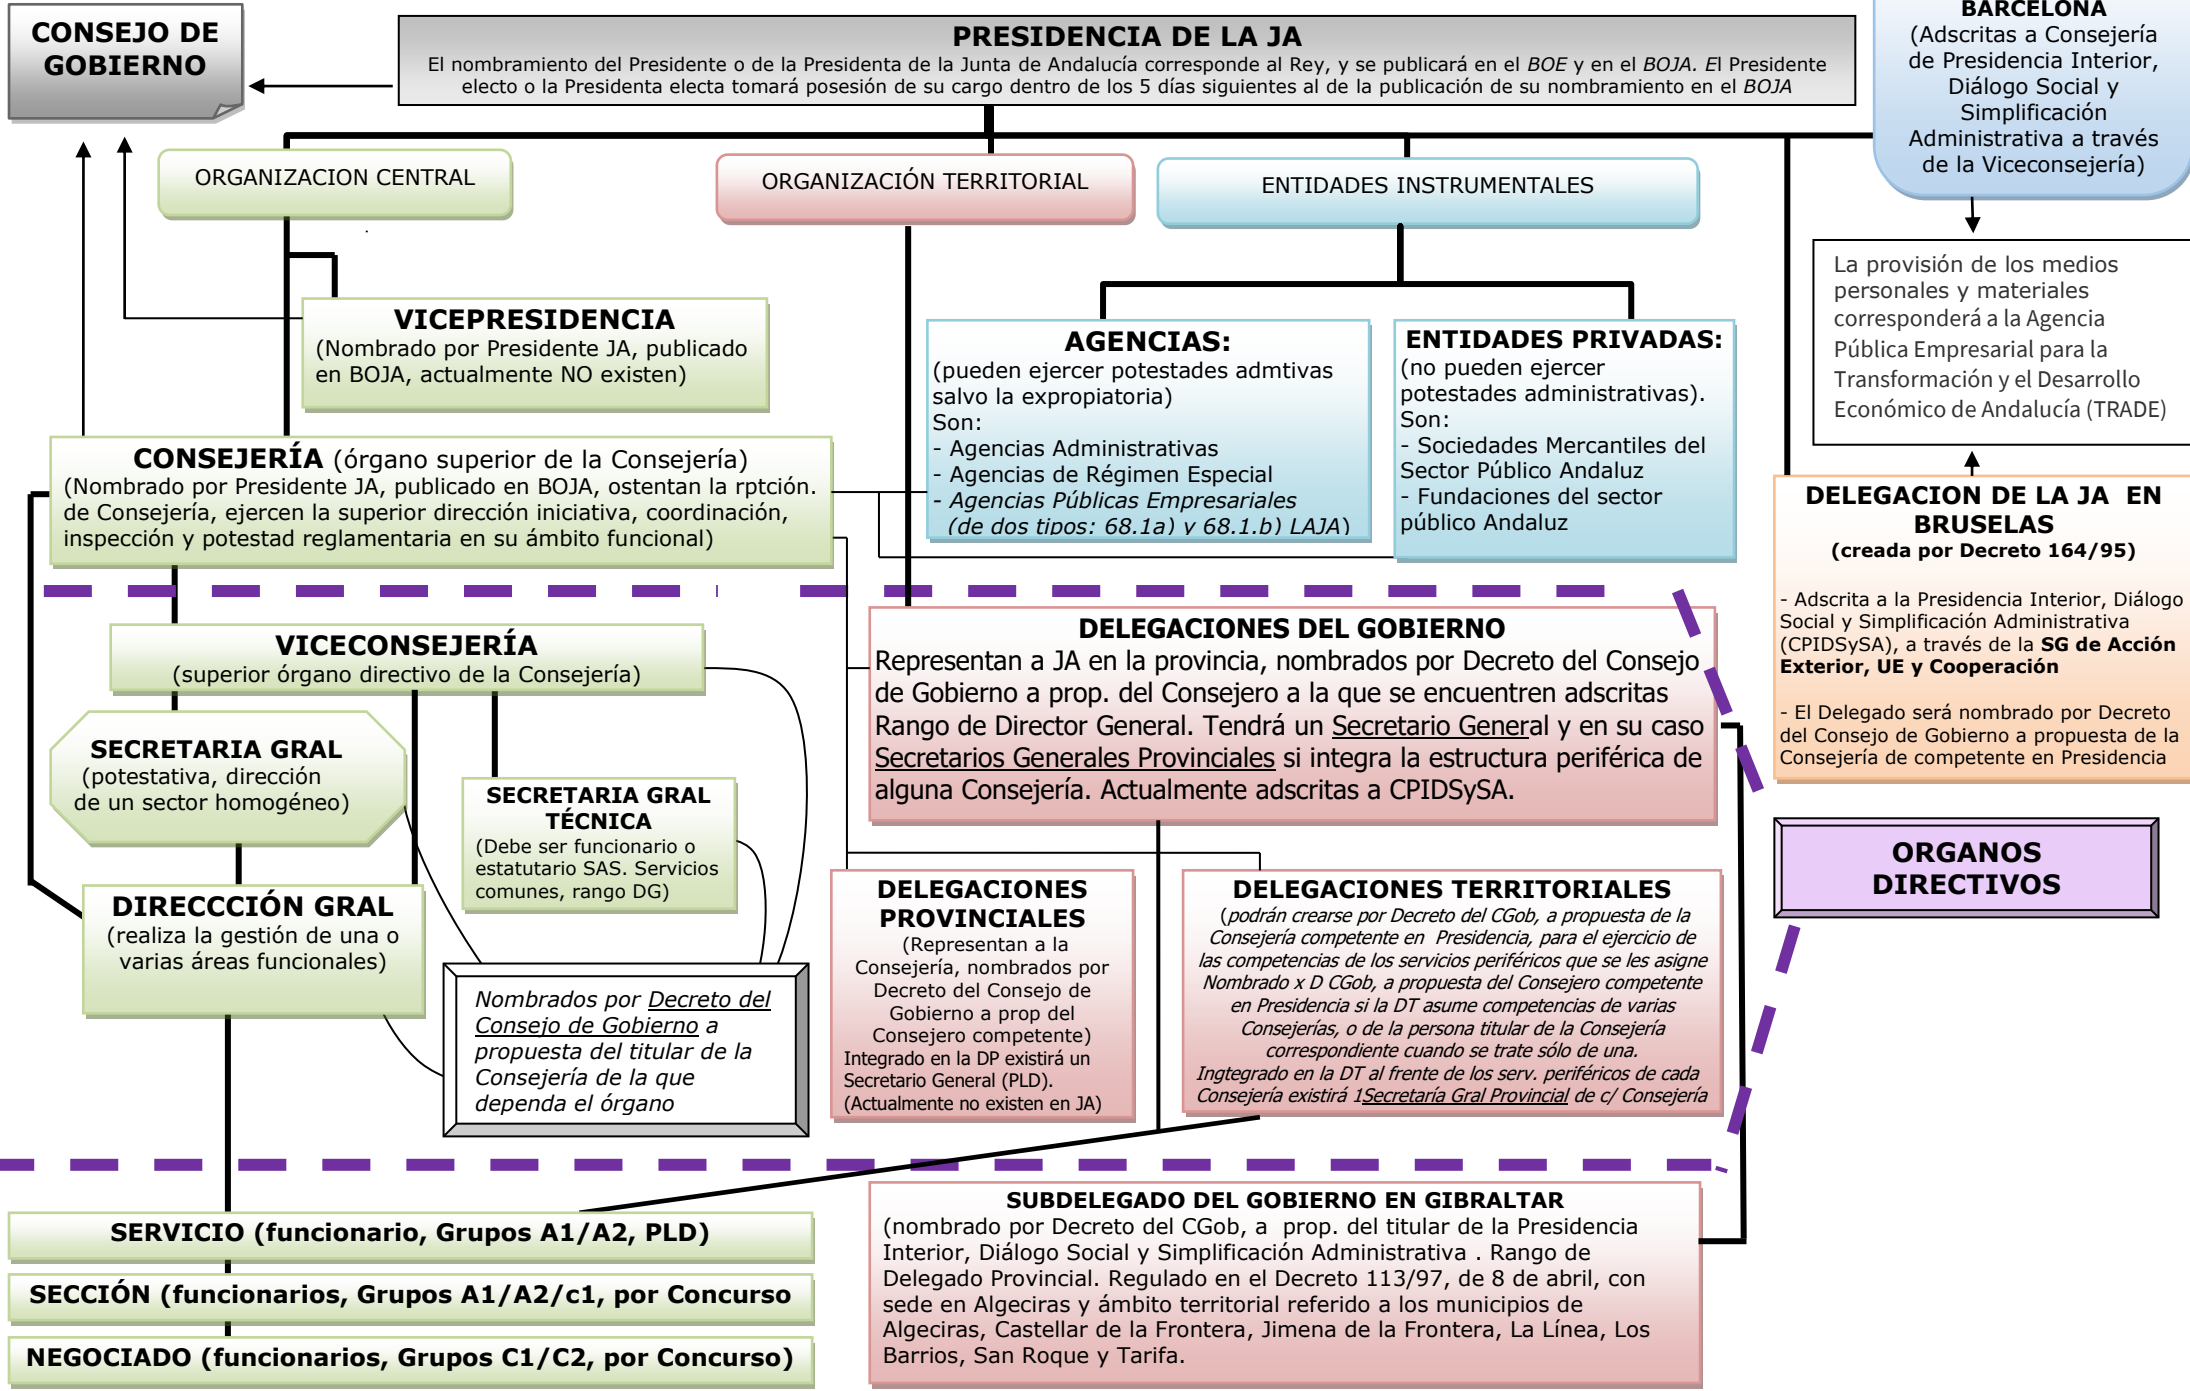 CONSEJO DE
GOBIERNO
PRESIDENCIA DE LA JA
El nombramiento del Presidente o de la Presidenta de la Junta de Andalucía corresponde al Rey, y se publicará en el BOE y en el BOJA. El Presidente
electo o la Presidenta electa tomará posesión de su cargo dentro de los 5 días siguientes al de la publicación de su nombramiento en el BOJA
BARCELONA
(Adscritas a Consejería
de Presidencia Interior,
Diálogo Social y
Simplificación
Administrativa a través
de la Viceconsejería)
ORGANIZACION CENTRAL
ORGANIZACIÓN TERRITORIAL
ENTIDADES INSTRUMENTALES
La provisión de los medios
personales y materiales
corresponderá a la Agencia
Pública Empresarial para la
Transformación y el Desarrollo
Económico de Andalucía (TRADE)
VICEPRESIDENCIA
(Nombrado por Presidente JA, publicado
en BOJA, actualmente NO existen)
AGENCIAS:
(pueden ejercer potestades admtivas
salvo la expropiatoria)
Son:
- Agencias Administrativas
- Agencias de Régimen Especial
- Agencias Públicas Empresariales
(de dos tipos: 68.1a) y 68.1.b) LAJA)
ENTIDADES PRIVADAS:
(no pueden ejercer
potestades administrativas).
Son:
- Sociedades Mercantiles del
Sector Público Andaluz
- Fundaciones del sector
público Andaluz
CONSEJERÍA (órgano superior de la Consejería)
(Nombrado por Presidente JA, publicado en BOJA, ostentan la rptción.
de Consejería, ejercen la superior dirección iniciativa, coordinación,
inspección y potestad reglamentaria en su ámbito funcional)
DELEGACION DE LA JA EN
BRUSELAS
(creada por Decreto 164/95)
- Adscrita a la Presidencia Interior, Diálogo
Social y Simplificación Administrativa
(CPIDSySA), a través de la SG de Acción
Exterior, UE y Cooperación
- El Delegado será nombrado por Decreto
del Consejo de Gobierno a propuesta de la
Consejería de competente en Presidencia
VICECONSEJERÍA
(superior órgano directivo de la Consejería)
DELEGACIONES DEL GOBIERNO
Representan a JA en la provincia, nombrados por Decreto del Consejo
de Gobierno a prop. del Consejero a la que se encuentren adscritas
Rango de Director General. Tendrá un Secretario General y en su caso
Secretarios Generales Provinciales si integra la estructura periférica de
alguna Consejería. Actualmente adscritas a CPIDSySA.
SECRETARIA GRAL
(potestativa, dirección
de un sector homogéneo)
SECRETARIA GRAL
TÉCNICA
(Debe ser funcionario o
estatutario SAS. Servicios
comunes, rango DG)
ORGANOS
DIRECTIVOS
DIRECCCIÓN GRAL
(realiza la gestión de una o
varias áreas funcionales)
Nombrados por Decreto del
Consejo de Gobierno a
propuesta del titular de la
Consejería de la que
dependa el órgano
DELEGACIONES
PROVINCIALES
(Representan a la
Consejería, nombrados por
Decreto del Consejo de
Gobierno a prop del
Consejero competente)
Integrado en la DP existirá un
Secretario General (PLD).
(Actualmente no existen en JA)
DELEGACIONES TERRITORIALES
(podrán crearse por Decreto del CGob, a propuesta de la
Consejería competente en Presidencia, para el ejercicio de
las competencias de los servicios periféricos que se les asigne
Nombrado x D CGob, a propuesta del Consejero competente
en Presidencia si la DT asume competencias de varias
Consejerías, o de la persona titular de la Consejería
correspondiente cuando se trate sólo de una.
Ingtegrado en la DT al frente de los serv. periféricos de cada
Consejería existirá 1Secretaría Gral Provincial de c/ Consejería
SERVICIO (funcionario, Grupos A1/A2, PLD)
SECCIÓN (funcionarios, Grupos A1/A2/c1, por Concurso
NEGOCIADO (funcionarios, Grupos C1/C2, por Concurso)
SUBDELEGADO DEL GOBIERNO EN GIBRALTAR
(nombrado por Decreto del CGob, a prop. del titular de la Presidencia
Interior, Diálogo Social y Simplificación Administrativa . Rango de
Delegado Provincial. Regulado en el Decreto 113/97, de 8 de abril, con
sede en Algeciras y ámbito territorial referido a los municipios de
Algeciras, Castellar de la Frontera, Jimena de la Frontera, La Línea, Los
Barrios, San Roque y Tarifa.